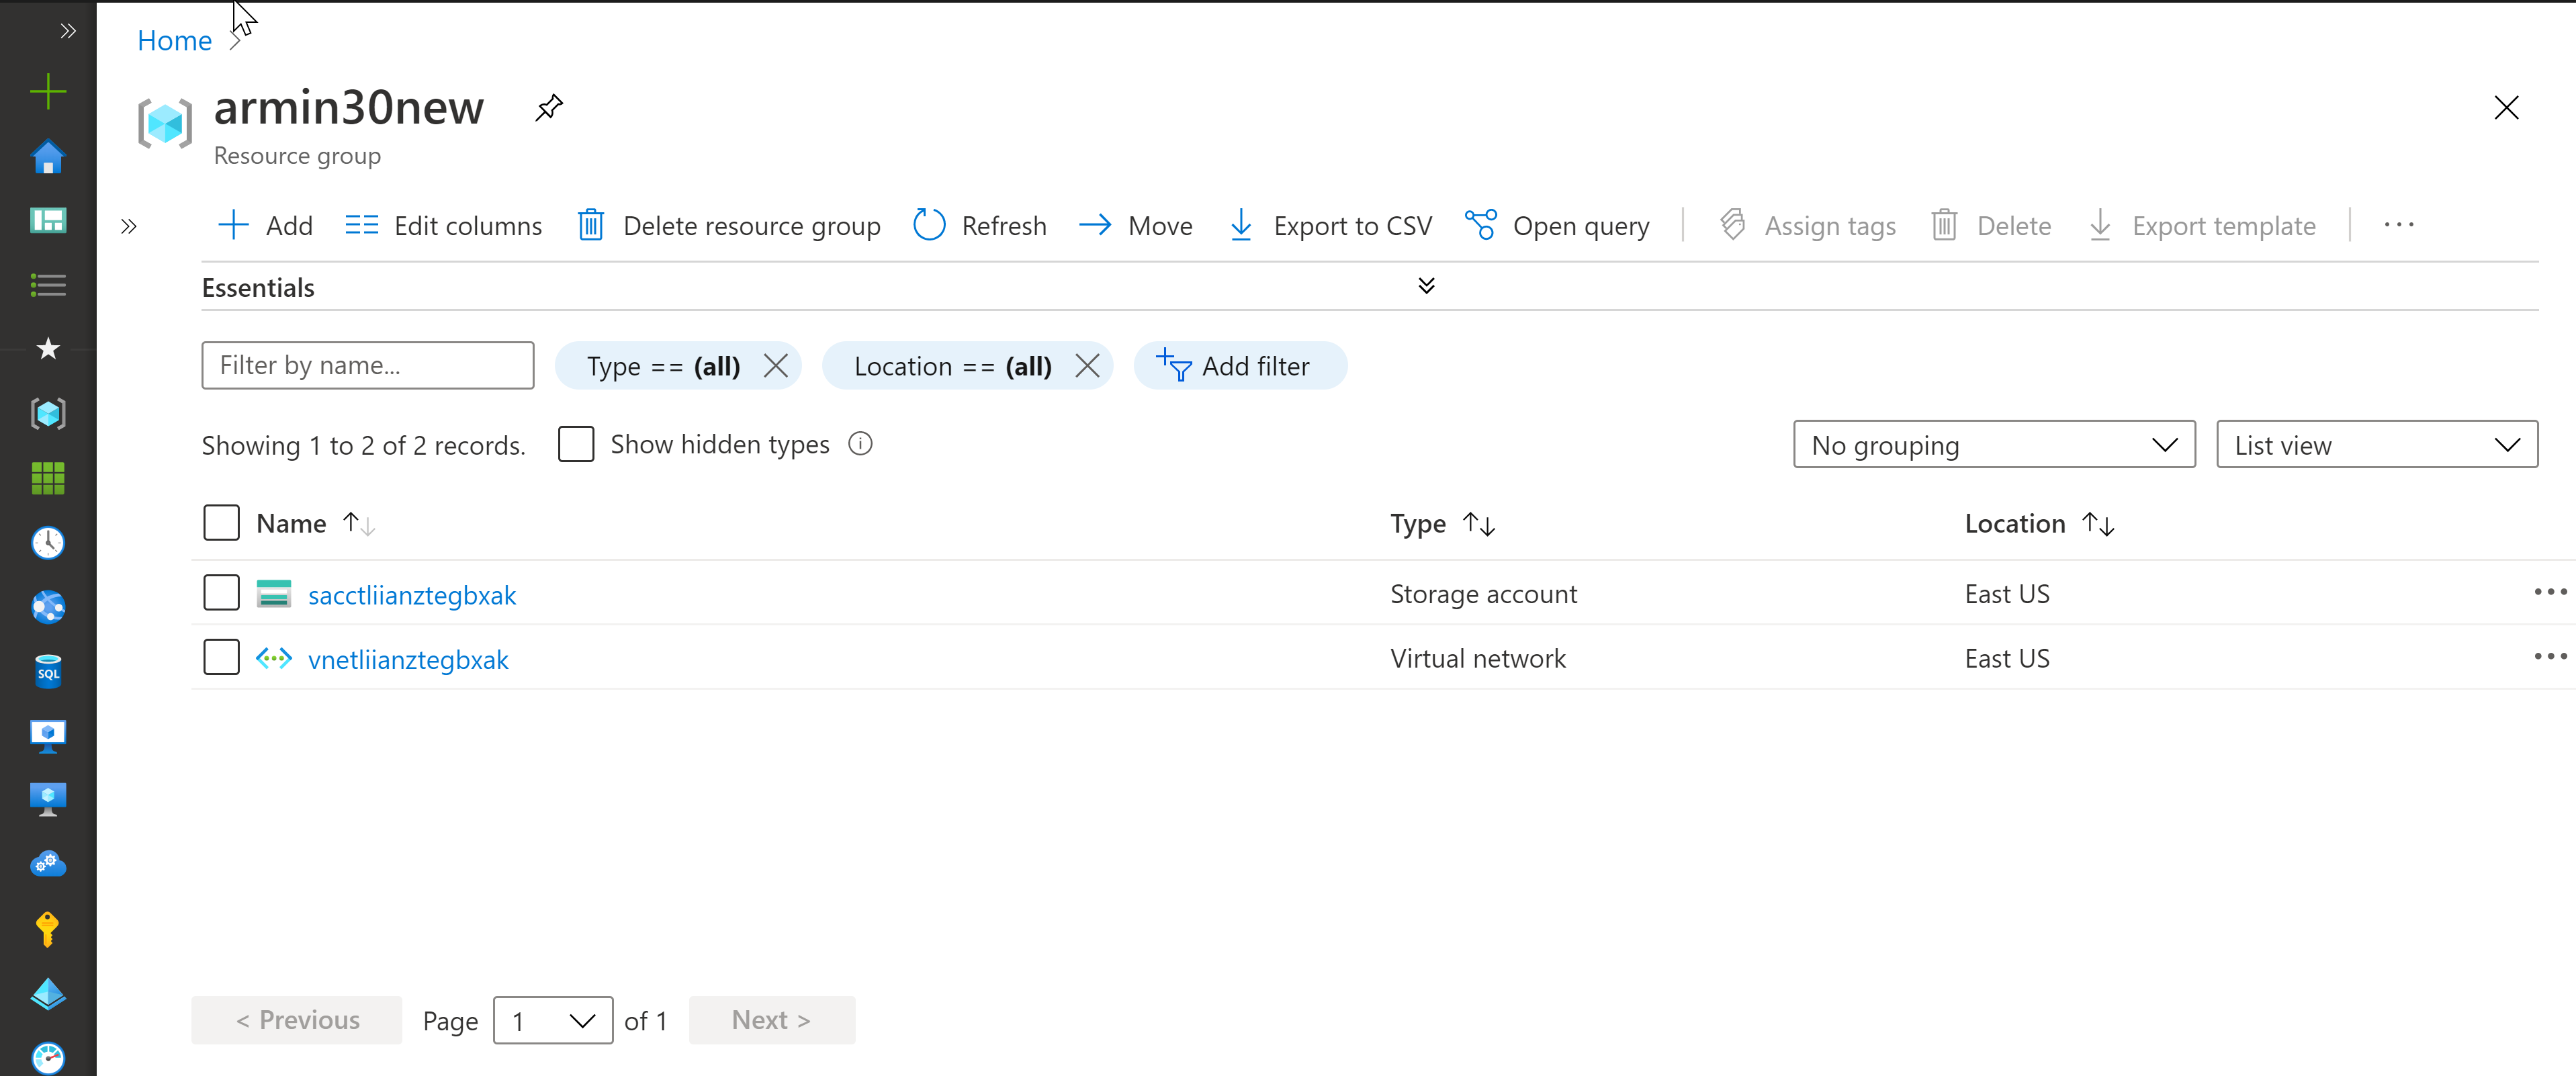 Home >
armin30new
Resource group
Add Edit columns Delete resource group Refresh Move Export to CSV Open query Assign tags Delete Export template ...
Essentials
Filter by name... Type == (all) Location == (all) Add filter
Showing 1 to 2 of 2 records. Show hidden types No grouping List view
Name Type Location
sacctliianztegbxak Storage account East US
vnetliianztegbxak Virtual network East US
SQL
< Previous Page 1 of 1 Next >